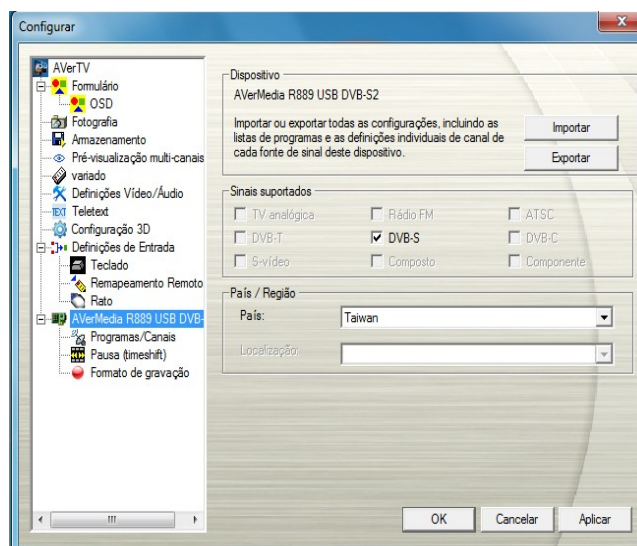 Configurar
AVerTV
Formulário
OSD
Fotografia
Armazenamento
Pré-visualização multi-canais
variado
Definições Vídeo/Áudio
TEXT Teletext
Configuração 3D
Definições de Entrada
Teclado
Remapeamento Remoto
Rato
AVerMedia R889 USB DVB-
Programas/Canais
Pausa (timeshift)
Formato de gravação
Dispositivo
AVerMedia R889 USB DVB-S2
Importar ou exportar todas as configurações, incluindo as
listas de programas e as definições individuais de canal de
cada fonte de sinal deste dispositivo.
Importar
Exportar
Sinais suportados
TV analógica Rádio FM ATSC
DVB-T DVB-S DVB-C
S-vídeo Composto Componente
País / Região
País: Taiwan
Localização:
OK Cancelar Aplicar